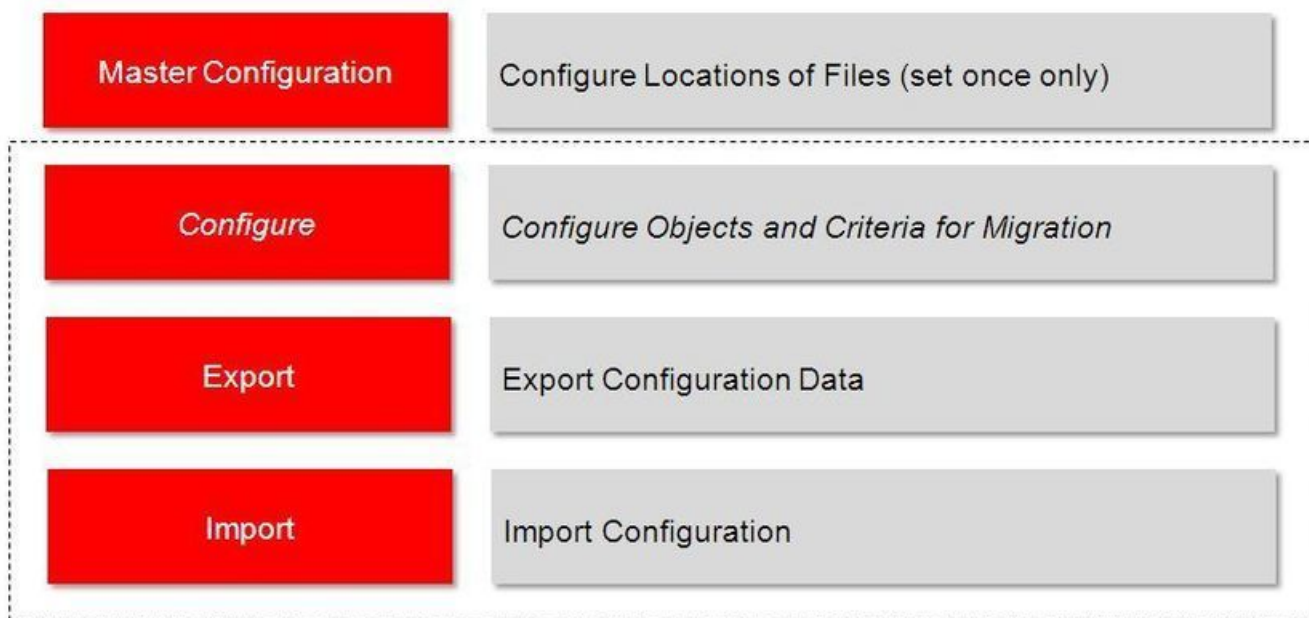 Master Configuration
Configure Locations of Files (set once only)
Configure
Configure Objects and Criteria for Migration
Export
Export Configuration Data
Import
Import Configuration